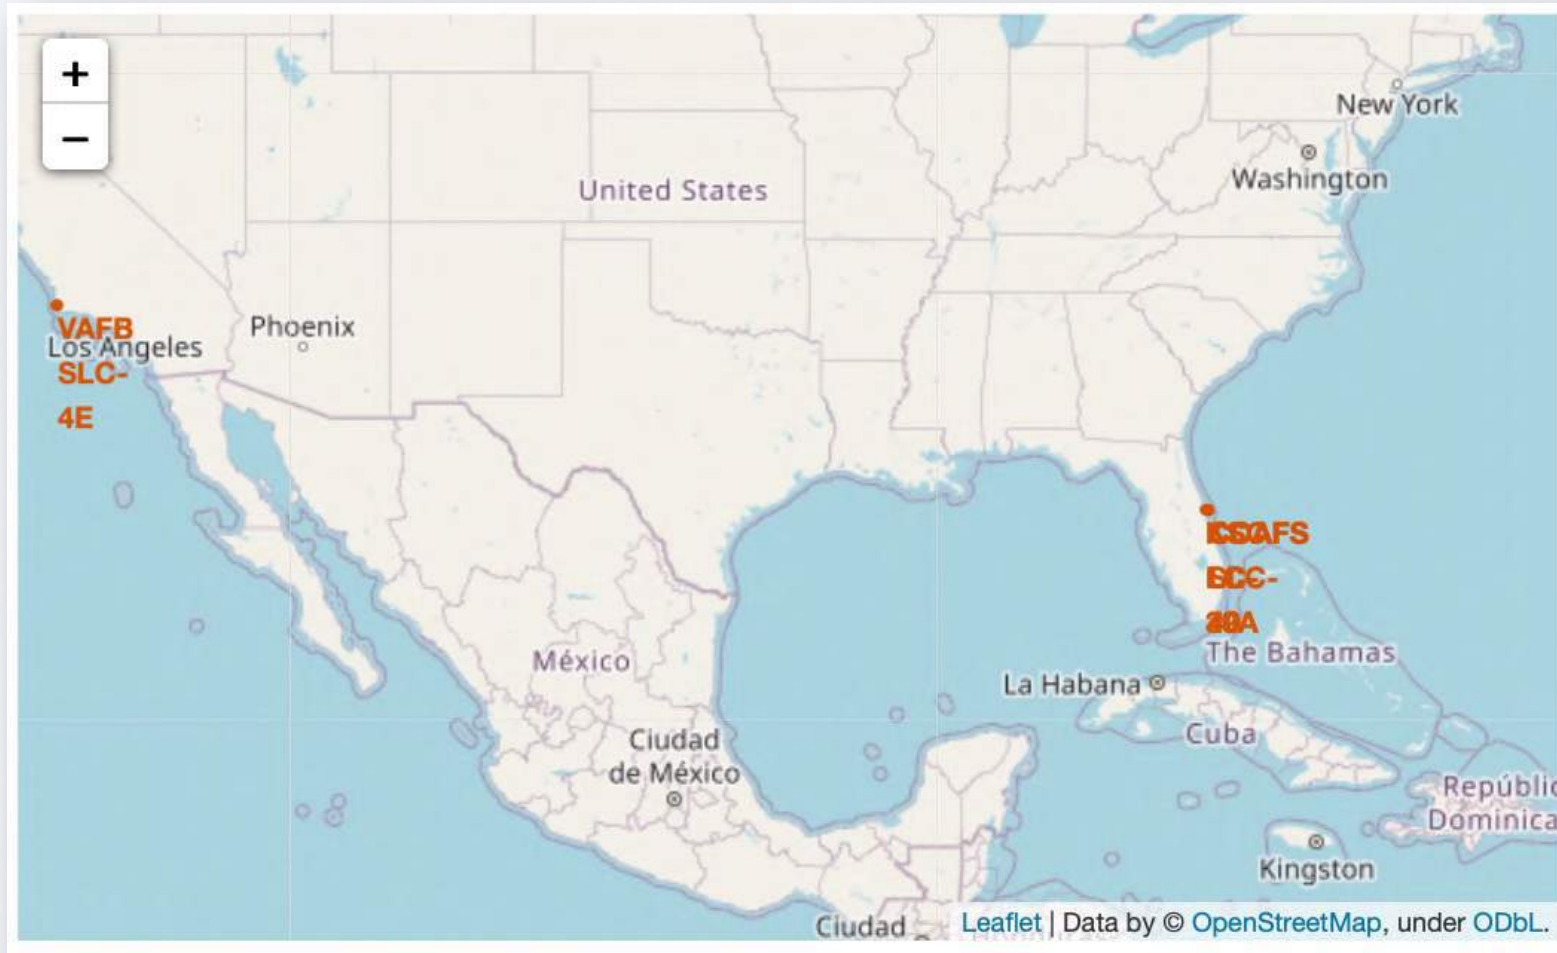 +
−
New York
Washington
United States
Phoenix
VAFB
Los Angeles
SLC-
4E
The Bahamas
México
La Habana
Cuba
Ciudad
de México
Repúblic
Dominica
Kingston
Ciudad
Leaflet | Data by © OpenStreetMap, under ODbL.